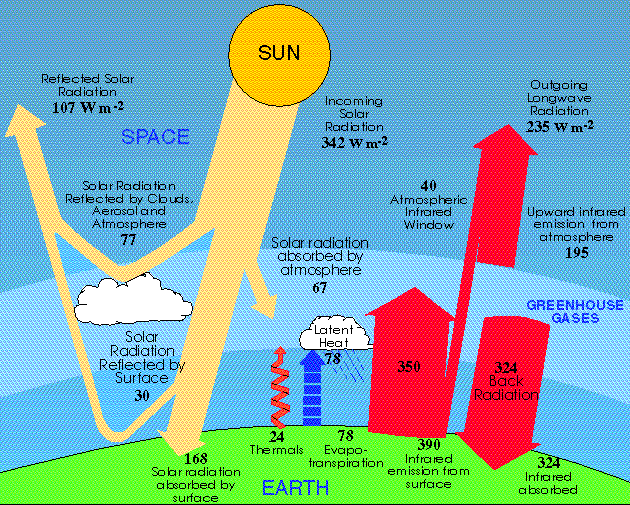 SUN
Reflected Solar
Radiation
107 W m-2
SPACE
Incoming
Solar
Radiation
342 W m-2
Outgoing
Longwave
Radiation
235 W m-2
Solar Radiation
Reflected by Clouds,
Aerosol and
Atmosphere
77
40
Atmospheric
Infrared
Window
Upward infrared
emission from
atmosphere
195
Solar radiation
absorbed by
atmosphere
67
GREENHOUSE
GASES
Solar
Radiation
Reflected by
Surface
30
Latent
Heat
78
350
324
Back
Radiation
168
Solar radiation
absorbed by
surface
24
Thermals
78
Evapo-
transpiration
390
Infrared
emission from
surface
324
Infrared
absorbed
EARTH